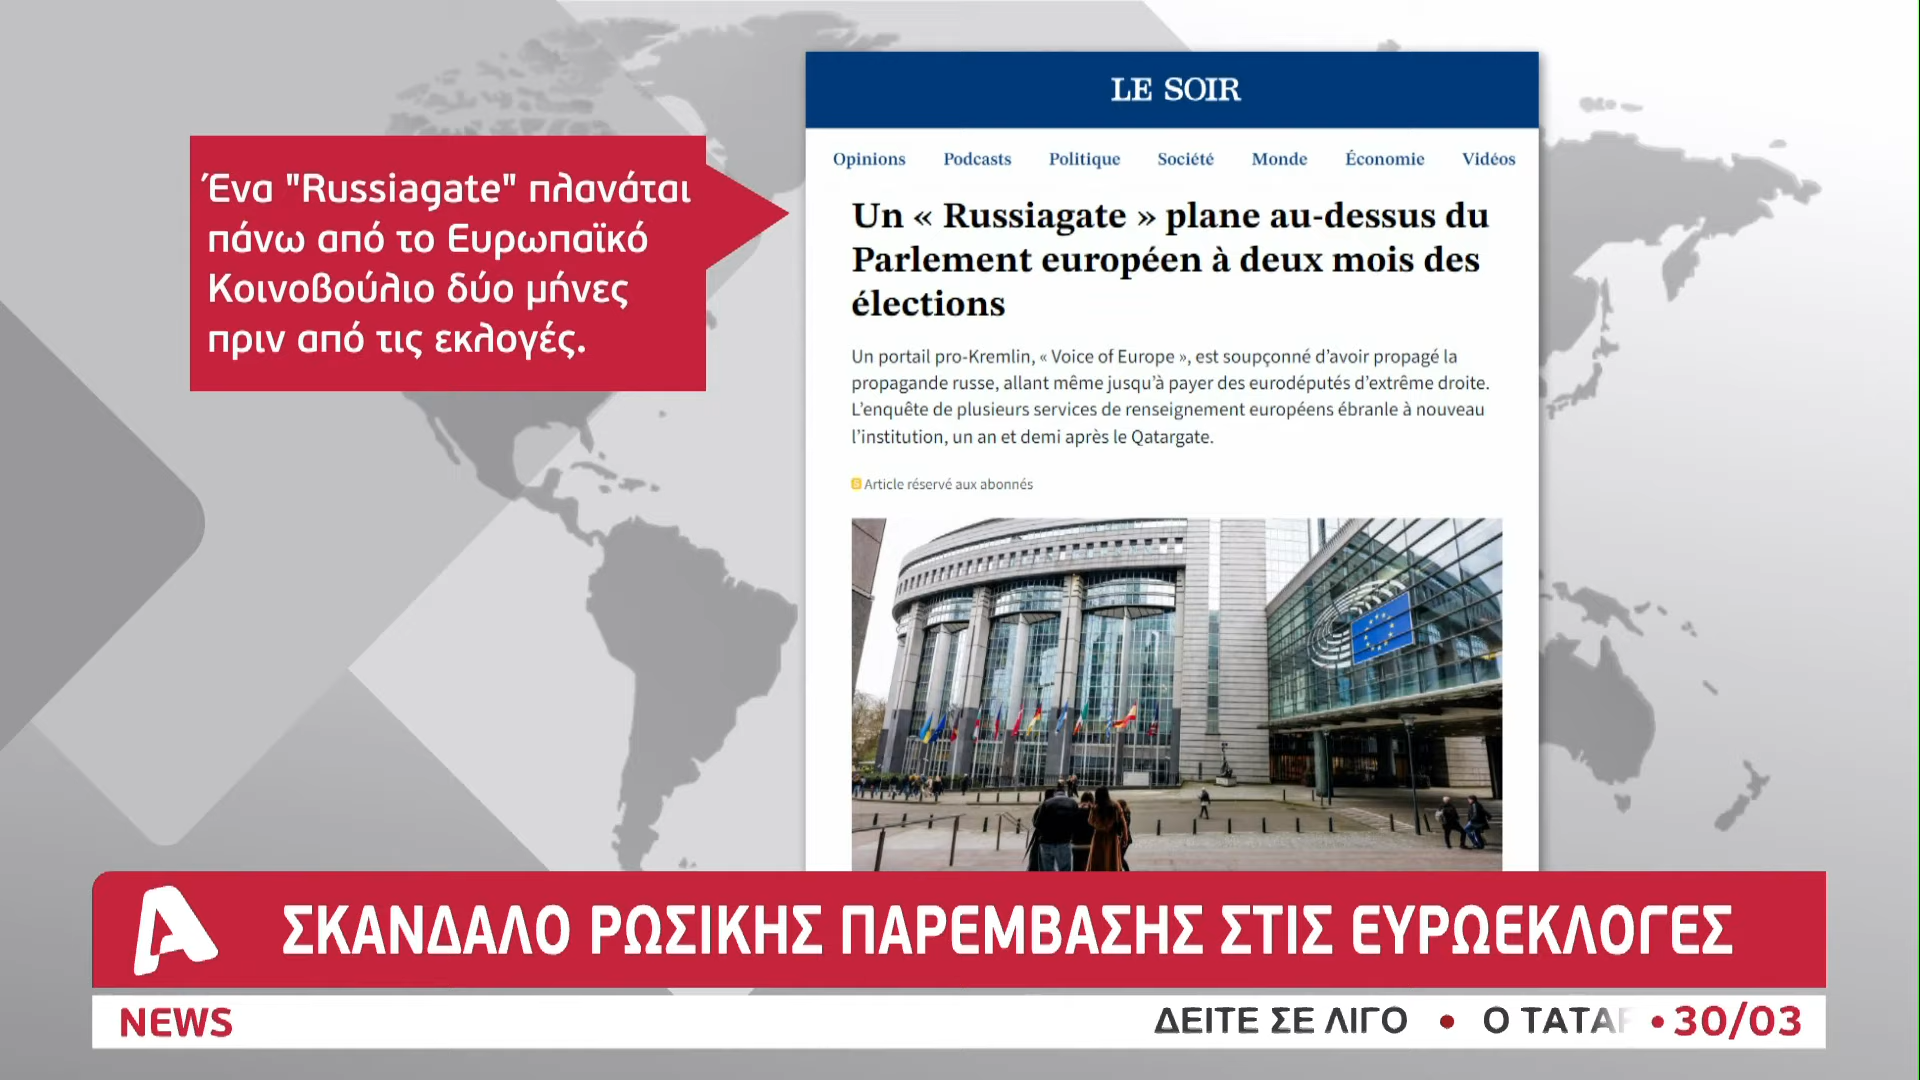 LE SOIR
Opinions Podcasts Politique Société Monde Économie Vidéos
Ένα "Russiagate" πλανάται
πάνω από το Ευρωπαϊκό
Κοινοβούλιο δύο μήνες
πριν από τις εκλογές.
Un « Russiagate » plane au-dessus du
Parlement européen à deux mois des
élections
Un portail pro-Kremlin, « Voice of Europe », est soupçonné d’avoir propagé la
propagande russe, allant même jusqu’à payer des eurodéputés d’extrême droite.
L’enquête de plusieurs services de renseignement européens ébranle à nouveau
l’institution, un an et demi après le Qatargate.
Article réservé aux abonnés
ΣΚΑΝΔΑΛΟ ΡΩΣΙΚΗΣ ΠΑΡΕΜΒΑΣΗΣ ΣΤΙΣ ΕΥΡΩΕΚΛΟΓΕΣ
NEWS ΔΕΙΤΕ ΣΕ ΛΙΓΟ • Ο • 30/03